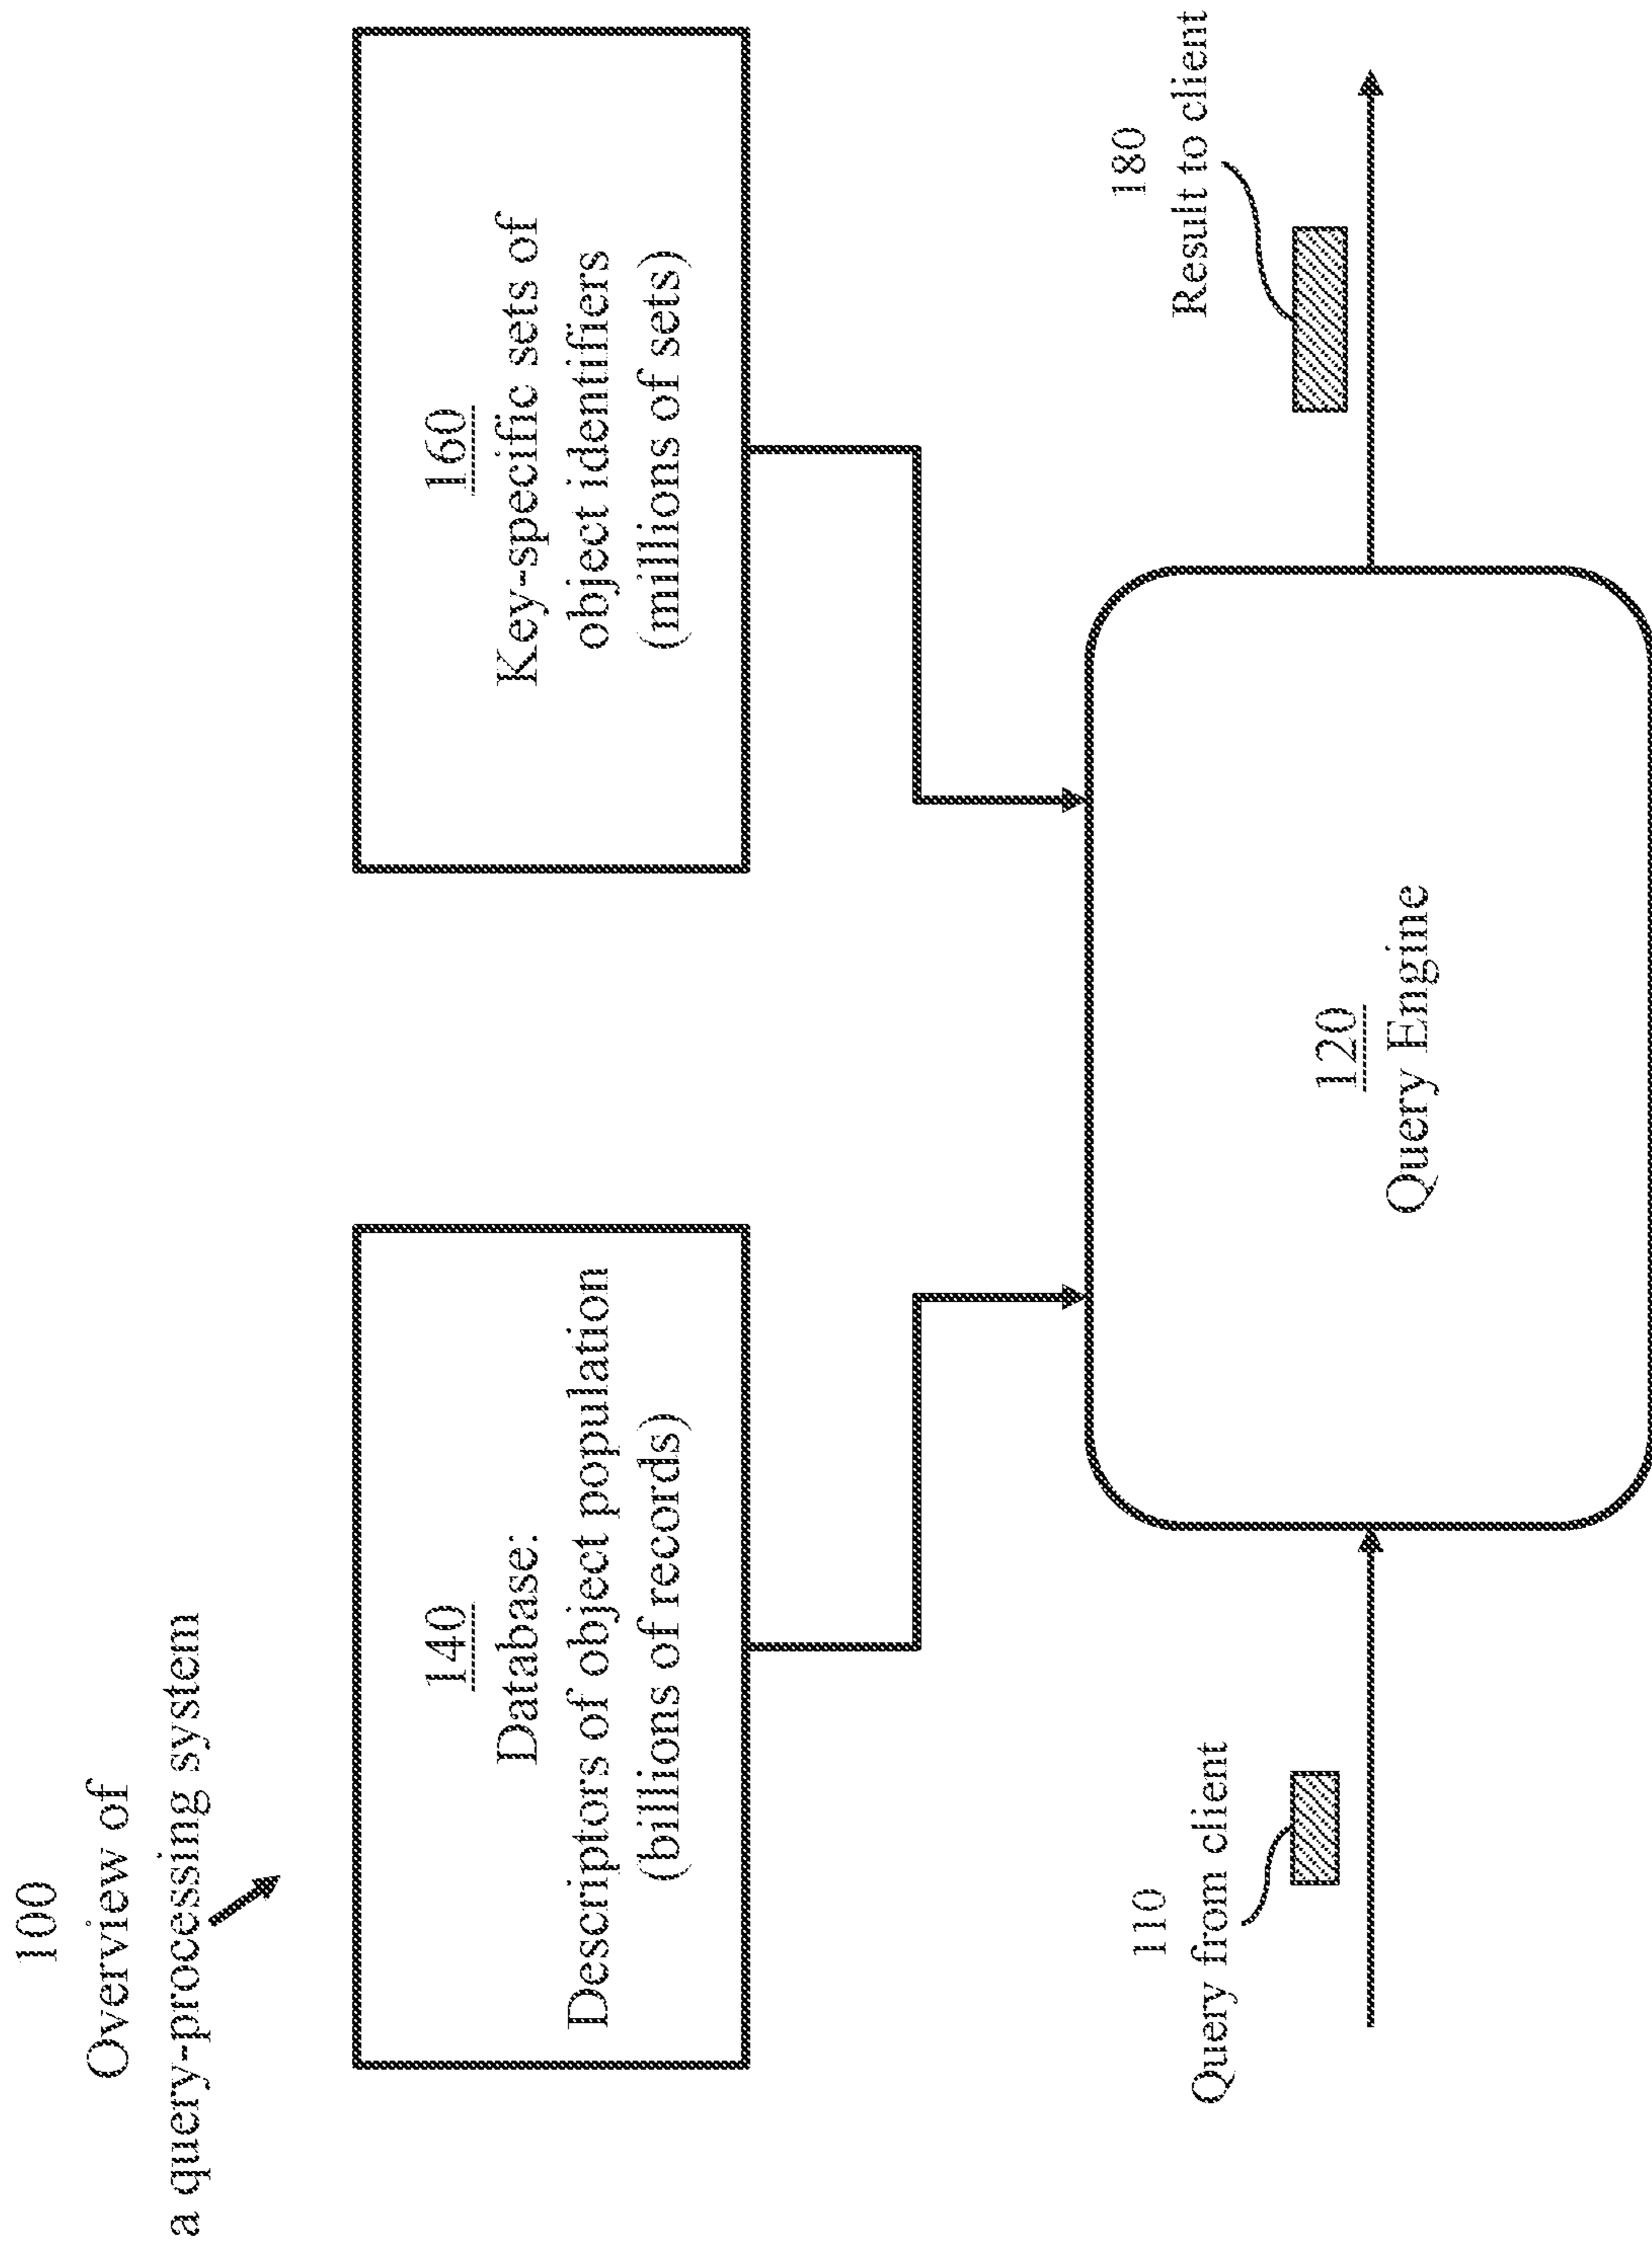 100
Overview of
a query-processing system
140
Database:
Descriptors of object population
(billions of records)
160
Key-specific sets of
object identifiers
(millions of sets)
110
Query from client
120
Query Engine
180
Result to client